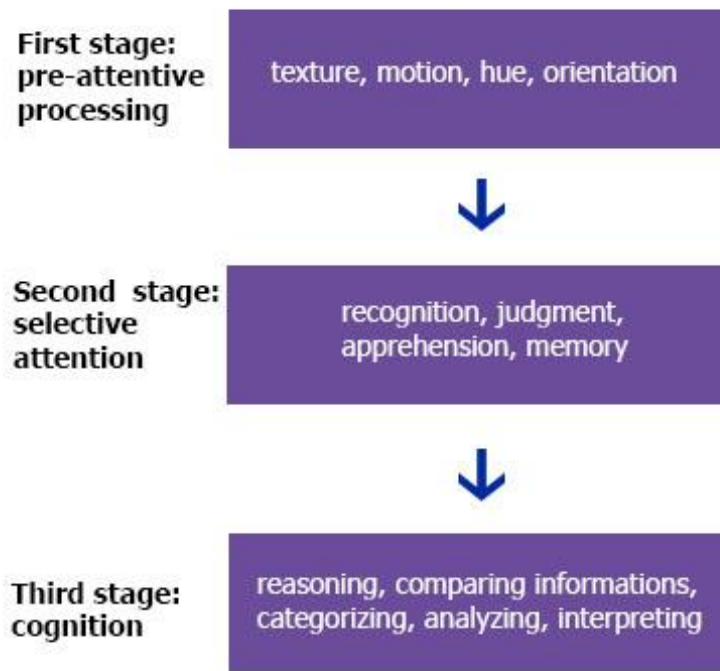 First stage:
pre-attentive
processing
texture, motion, hue, orientation
Second stage:
selective
attention
recognition, judgment,
apprehension, memory
Third stage:
cognition
reasoning, comparing informations,
categorizing, analyzing, interpreting